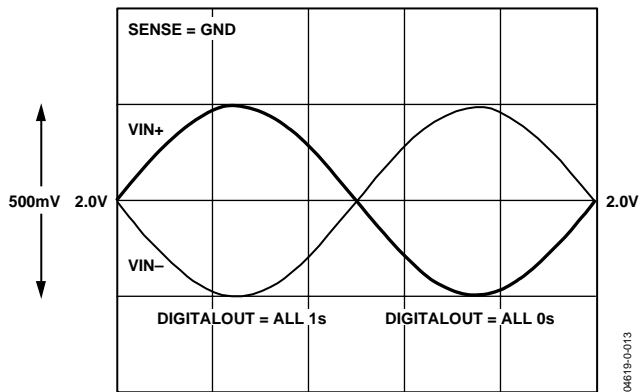 SENSE = GND
VIN+
500mV
2.0V
2.0V
VIN–
DIGITALOUT = ALL 1s
DIGITALOUT = ALL 0s
04619-0-013